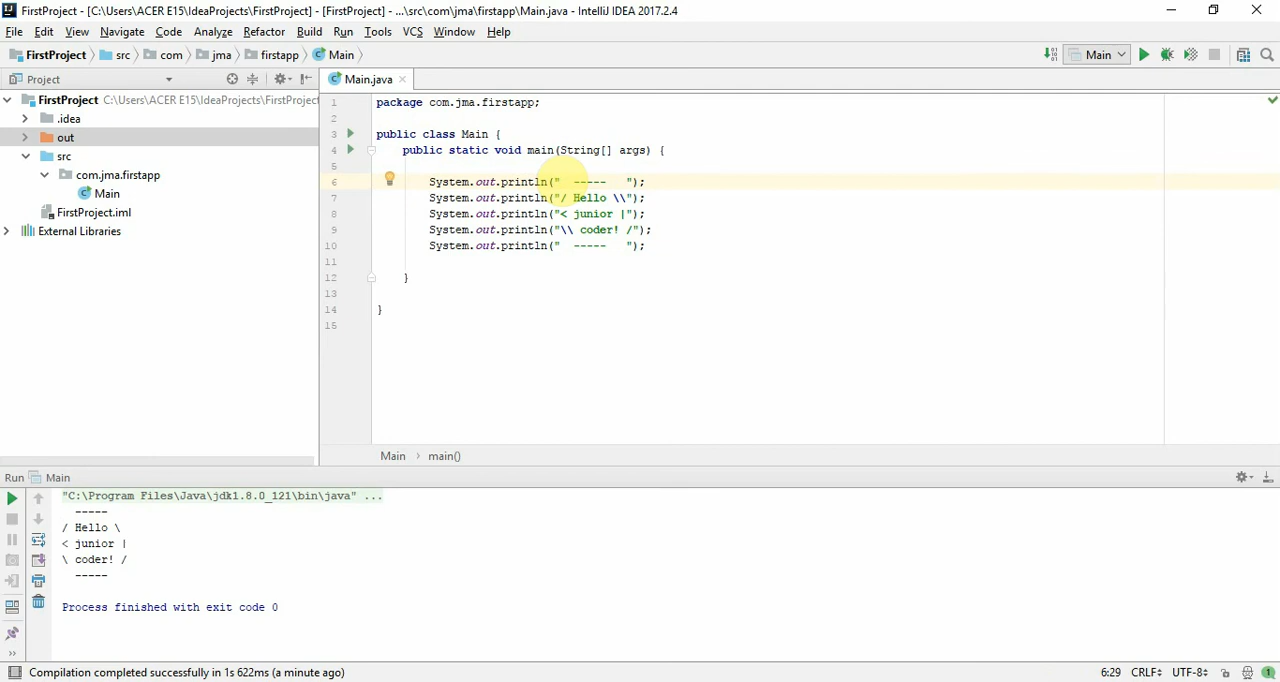 FirstProject - [C:\Users\ACER E15\IdeaProjects\FirstProject] - [FirstProject] - ...\src\com\jma\firstapp\Main.java - IntelliJ IDEA 2017.2.4
File Edit View Navigate Code Analyze Refactor Build Run Tools VCS Window Help
FirstProject src com jma firstapp Main Main
Project Main.java
FirstProject C:\Users\ACER E15\IdeaProjects\FirstProject
.idea
out
src
com.jma.firstapp
Main
FirstProject.iml
External Libraries
1 package com.jma.firstapp;
2
3 public class Main {
4 public static void main(String[] args) {
5
6 System.out.println("  -----   ");
7 System.out.println("/ Hello \\");
8 System.out.println("< junior |");
9 System.out.println("\\ coder! /");
10 System.out.println("  -----   ");
11
12 }
13
14 }
15
Main main()
Run Main
"C:\Program Files\Java\jdk1.8.0_121\bin\java" ...
  -----
/ Hello \
< junior |
\ coder! /
  -----
Process finished with exit code 0
Compilation completed successfully in 1s 622ms (a minute ago) 6:29 CRLF UTF-8 1